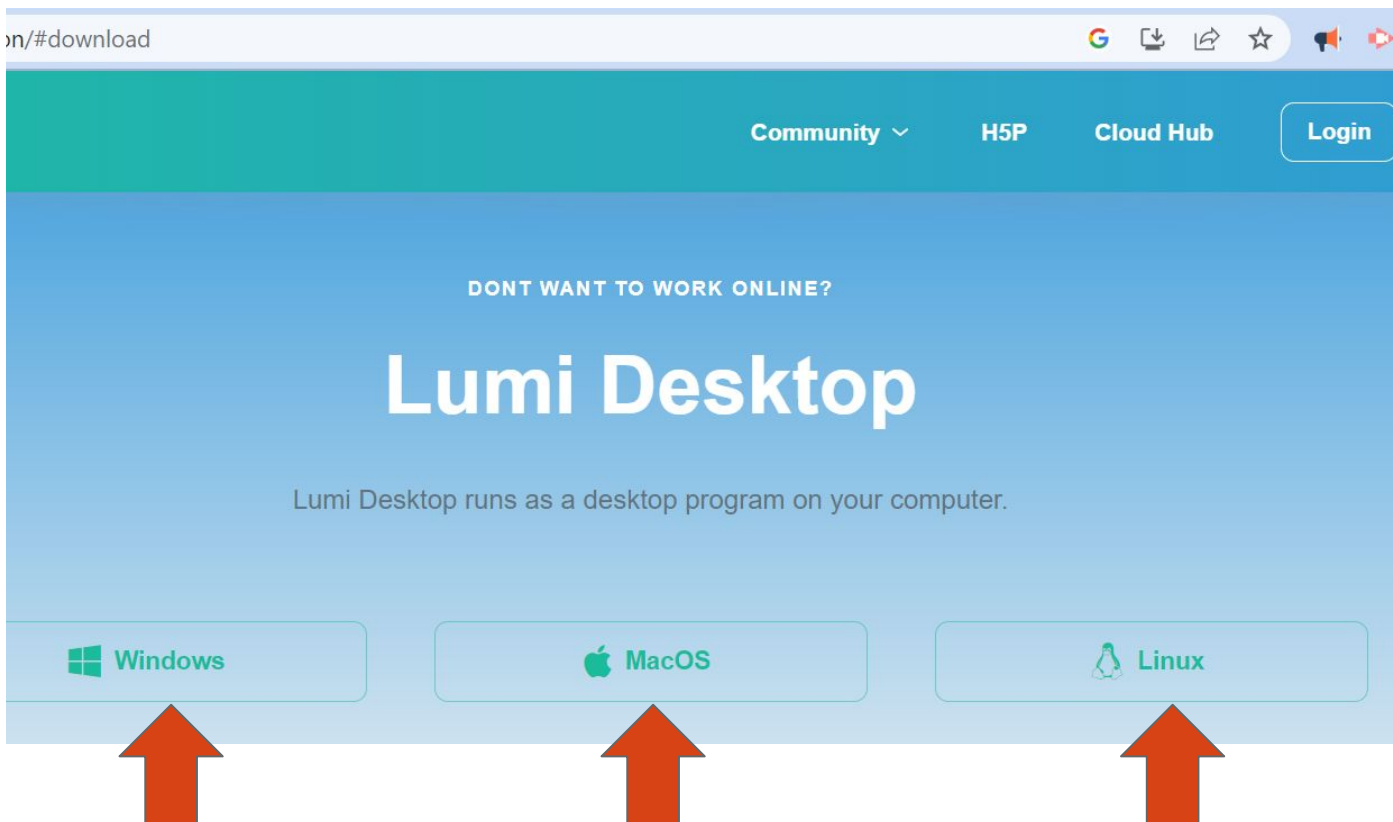 on/#download
Community H5P Cloud Hub Login
DONT WANT TO WORK ONLINE?
Lumi Desktop
Lumi Desktop runs as a desktop program on your computer.
Windows MacOS Linux